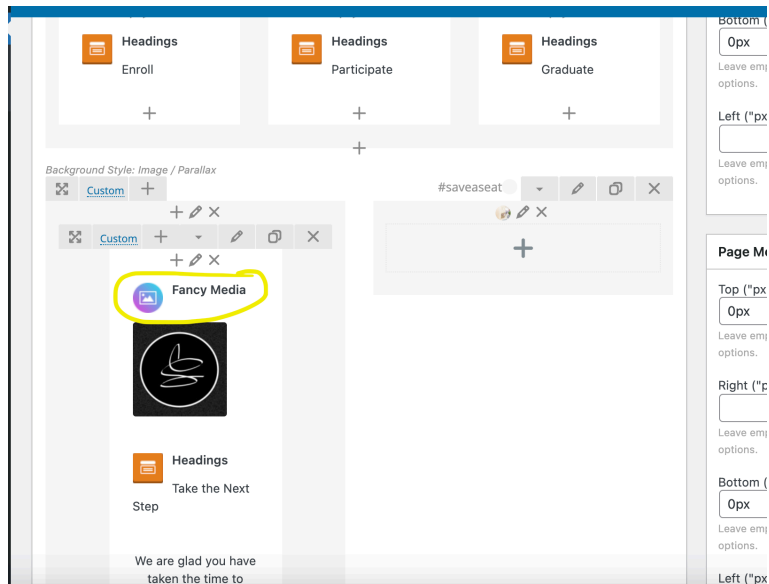 Headings
Enroll
Headings
Participate
Headings
Graduate
Background Style: Image / Parallax
Custom
#saveaseat
Custom
Fancy Media
Headings
Take the Next
Step
We are glad you have
taken the time to
Bottom (
0px
Leave emp
options.
Left ("px
Leave emp
options.
Page Me
Top ("px
0px
Leave emp
options.
Right ("p
Leave emp
options.
Bottom (
0px
Leave emp
options.
Left ("px